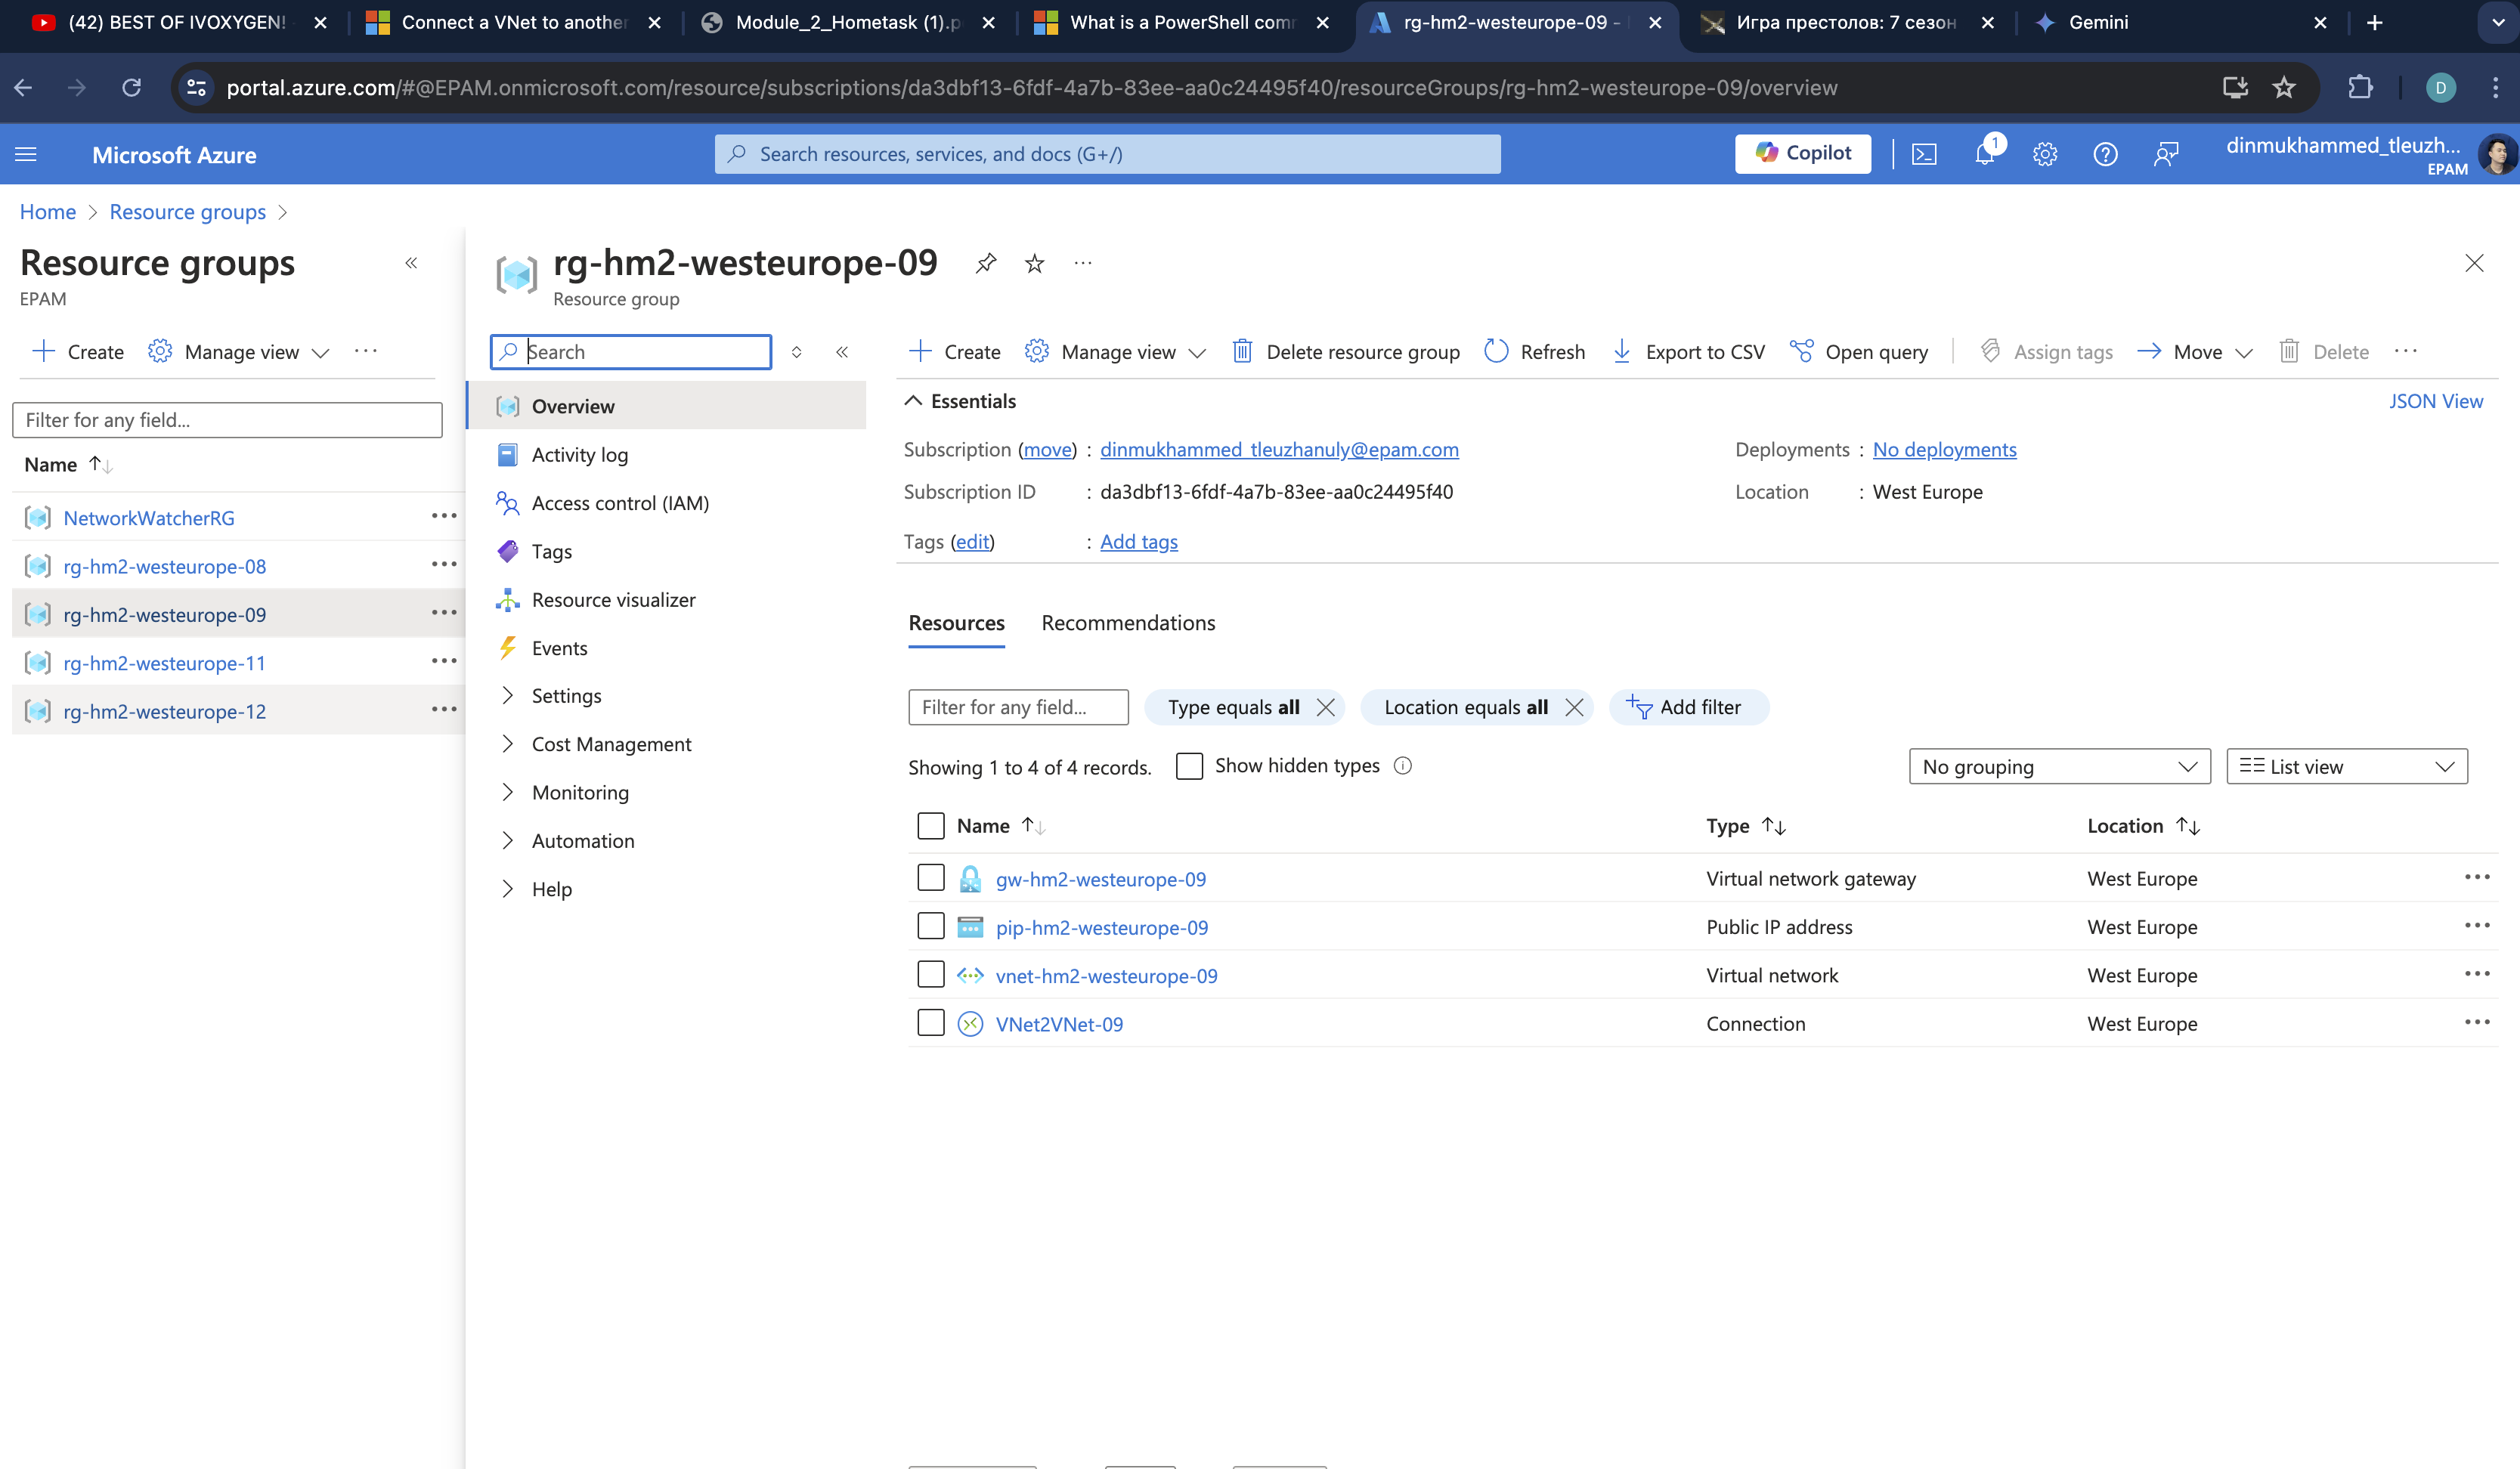 (42) BEST OF IVOXYGEN!
Connect a VNet to another
Module_2_Hometask (1).p
What is a PowerShell com
rg-hm2-westeurope-09 -
Игра престолов: 7 сезон
Gemini
portal.azure.com/#@EPAM.onmicrosoft.com/resource/subscriptions/da3dbf13-6fdf-4a7b-83ee-aa0c24495f40/resourceGroups/rg-hm2-westeurope-09/overview
D
Microsoft Azure
Search resources, services, and docs (G+/)
Copilot
1
dinmukhammed_tleuzh...
EPAM
Home > Resource groups >
Resource groups
EPAM
Create
Manage view
Filter for any field...
Name
NetworkWatcherRG
rg-hm2-westeurope-08
rg-hm2-westeurope-09
rg-hm2-westeurope-11
rg-hm2-westeurope-12
rg-hm2-westeurope-09
Resource group
Search
Overview
Activity log
Access control (IAM)
Tags
Resource visualizer
Events
Settings
Cost Management
Monitoring
Automation
Help
Create
Manage view
Delete resource group
Refresh
Export to CSV
Open query
Assign tags
Move
Delete
Essentials
JSON View
Subscription (move) : dinmukhammed_tleuzhanuly@epam.com
Subscription ID : da3dbf13-6fdf-4a7b-83ee-aa0c24495f40
Tags (edit) : Add tags
Deployments : No deployments
Location : West Europe
Resources
Recommendations
Filter for any field...
Type equals all
Location equals all
Add filter
Showing 1 to 4 of 4 records.
Show hidden types
No grouping
List view
Name Type Location
gw-hm2-westeurope-09 Virtual network gateway West Europe
pip-hm2-westeurope-09 Public IP address West Europe
vnet-hm2-westeurope-09 Virtual network West Europe
VNet2VNet-09 Connection West Europe